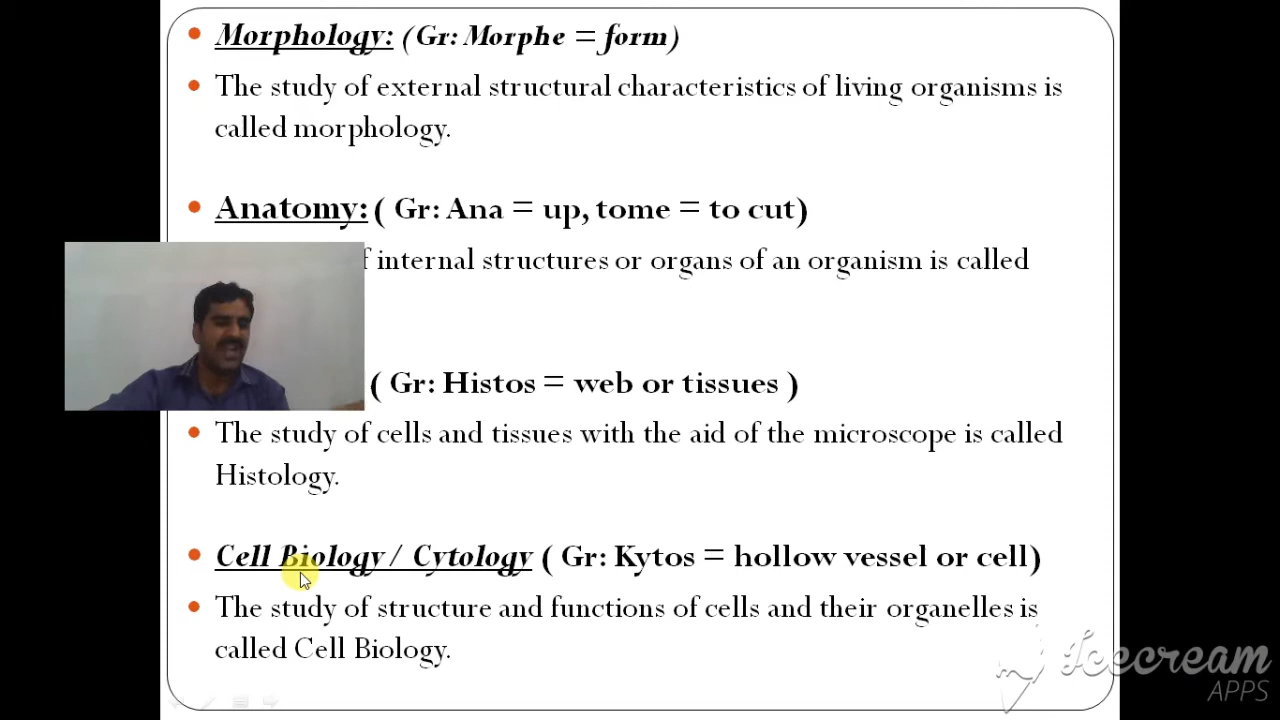 Morphology: (Gr: Morphe = form)
The study of external structural characteristics of living organisms is
called morphology.
Anatomy: ( Gr: Ana = up, tome = to cut)
internal structures or organs of an organism is called
( Gr: Histos = web or tissues )
The study of cells and tissues with the aid of the microscope is called
Histology.
Cell Biology / Cytology ( Gr: Kytos = hollow vessel or cell)
The study of structure and functions of cells and their organelles is
called Cell Biology.
Icecream
APPS